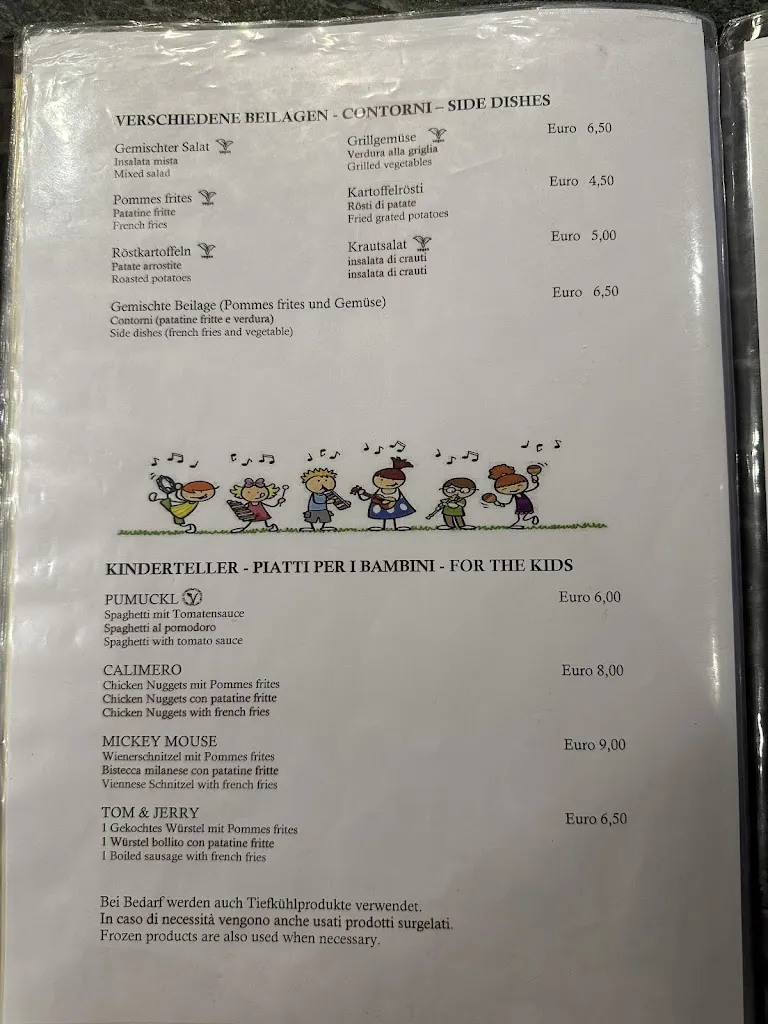 VERSCHIEDENE BEILAGEN - CONTORNI – SIDE DISHES
Gemischter Salat Grillgemüse Euro 6,50
Insalata mista Verdura alla griglia
Mixed salad Grilled vegetables
Pommes frites Kartoffelrösti Euro 4,50
Patatine fritte Rösti di patate
French fries Fried grated potatoes
Röstkartoffeln Krautsalat Euro 5,00
Patate arrostite insalata di crauti
Roasted potatoes insalata di crauti
Gemischte Beilage (Pommes frites und Gemüse) Euro 6,50
Contorni (patatine fritte e verdura)
Side dishes (french fries and vegetable)
KINDERTELLER - PIATTI PER I BAMBINI - FOR THE KIDS
PUMUCKL Euro 6,00
Spaghetti mit Tomatensauce
Spaghetti al pomodoro
Spaghetti with tomato sauce
CALIMERO Euro 8,00
Chicken Nuggets mit Pommes frites
Chicken Nuggets con patatine fritte
Chicken Nuggets with french fries
MICKEY MOUSE Euro 9,00
Wienerschnitzel mit Pommes frites
Bistecca milanese con patatine fritte
Viennese Schnitzel with french fries
TOM & JERRY Euro 6,50
1 Gekochtes Würstel mit Pommes frites
1 Würstel bollito con patatine fritte
1 Boiled sausage with french fries
Bei Bedarf werden auch Tiefkühlprodukte verwendet.
In caso di necessità vengono anche usati prodotti surgelati.
Frozen products are also used when necessary.